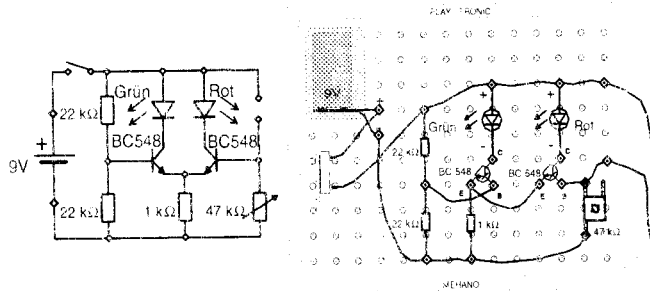 PLAY TRONIC
Grün
Rot
22 kΩ
BC548
BC548
+
9V
22 kΩ
1 kΩ
47 kΩ
9V
+
+
+
Grün
Rot
-
-
22 kΩ
C
C
BC 548
BC 548
E
B
E
B
22 kΩ
1 kΩ
47 kΩ
MEHANO